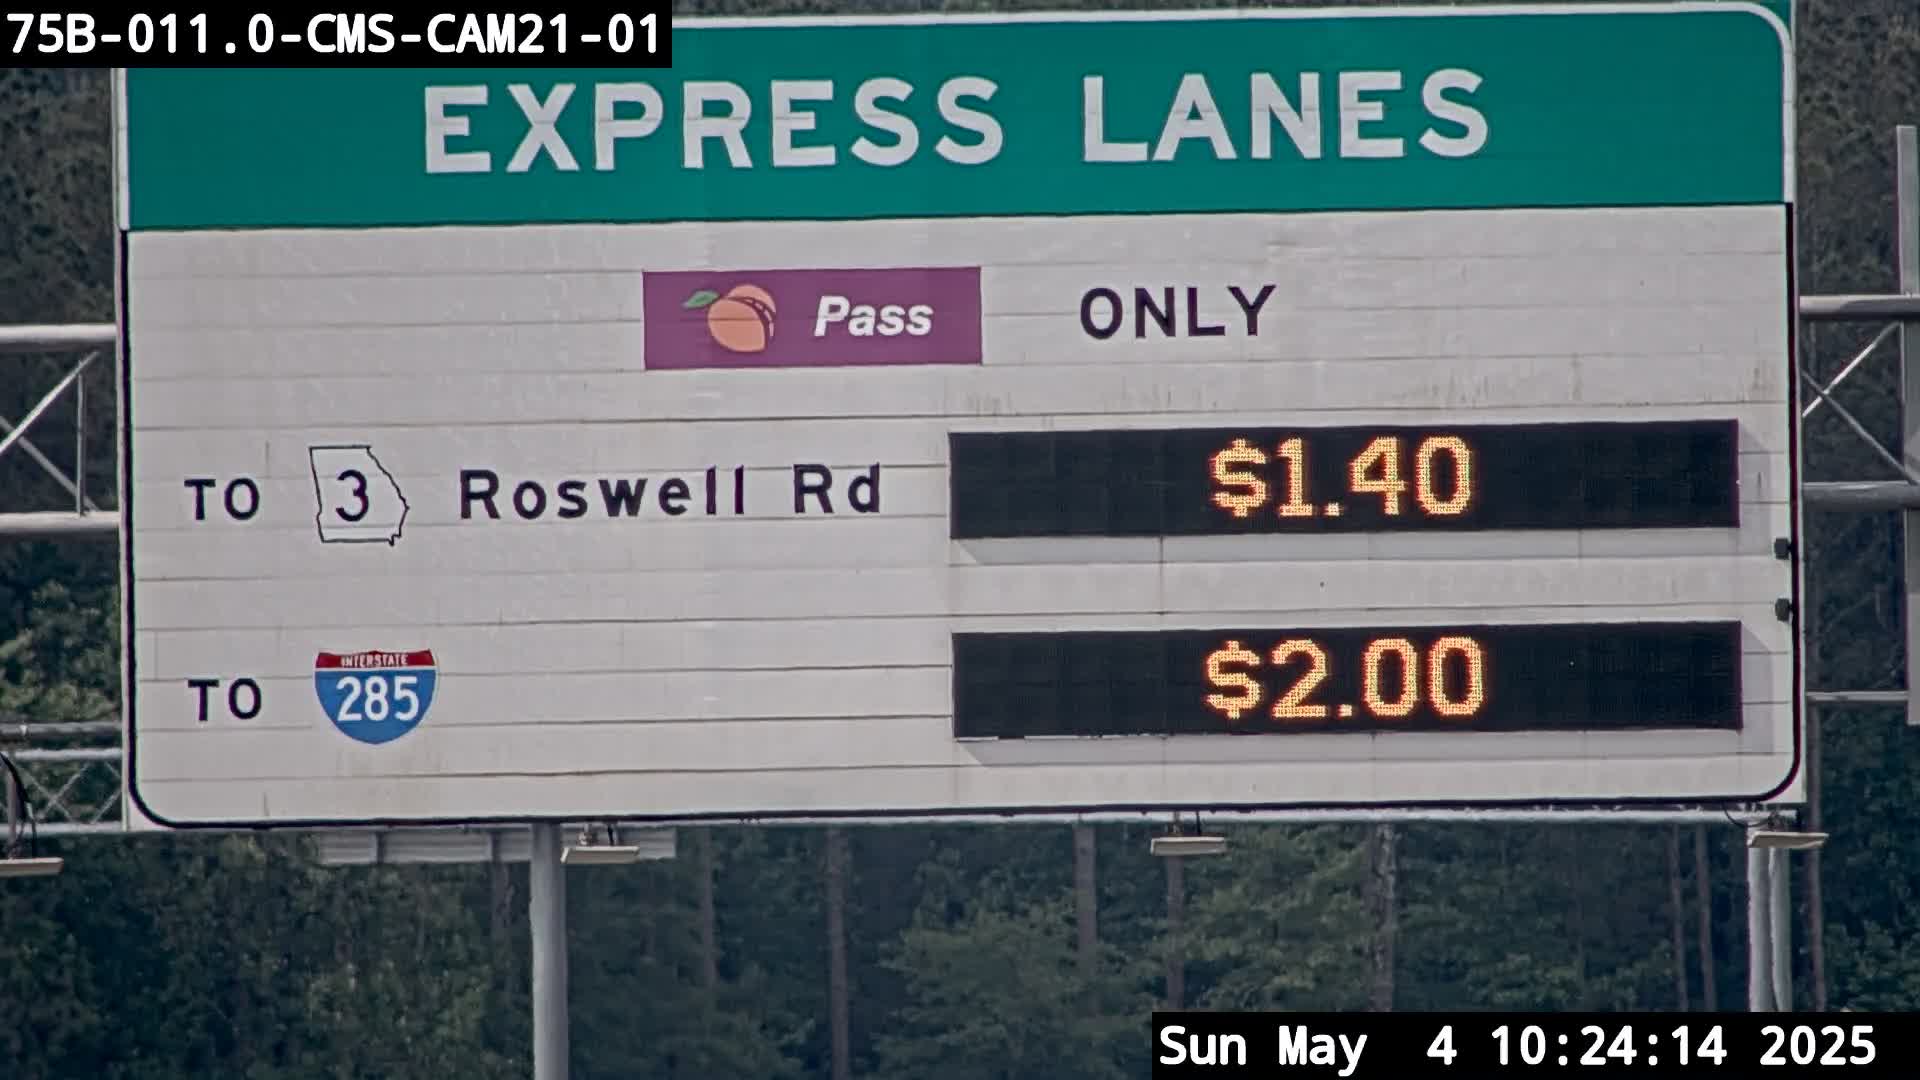 75B-011.0-CMS-CAM21-01
EXPRESS LANES
Pass ONLY
TO 3 Roswell Rd $1.40
TO INTERSTATE 285 $2.00
Sun May 4 10:24:14 2025